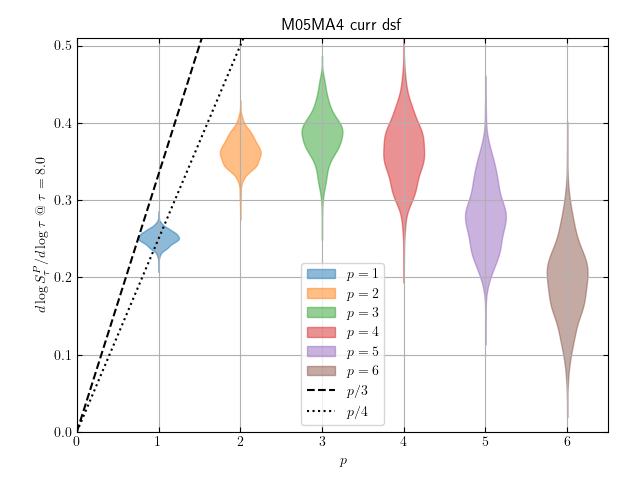 M05MA4 curr dsf
d log S_τ^P / d log τ @ τ = 8.0
0.5
0.4
0.3
0.2
0.1
0.0
p = 1
p = 2
p = 3
p = 4
p = 5
p = 6
p/3
p/4
0 1 2 3 4 5 6
p